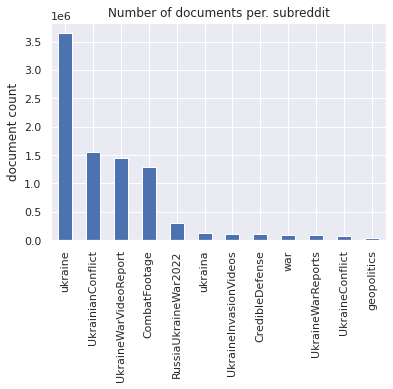 Number of documents per. subreddit
1e6
document count
3.5
3.0
2.5
2.0
1.5
1.0
0.5
0.0
ukraine
UkrainianConflict
UkraineWarVideoReport
CombatFootage
RussiaUkraineWar2022
ukraina
UkraineInvasionVideos
CredibleDefense
war
UkraineWarReports
UkraineConflict
geopolitics